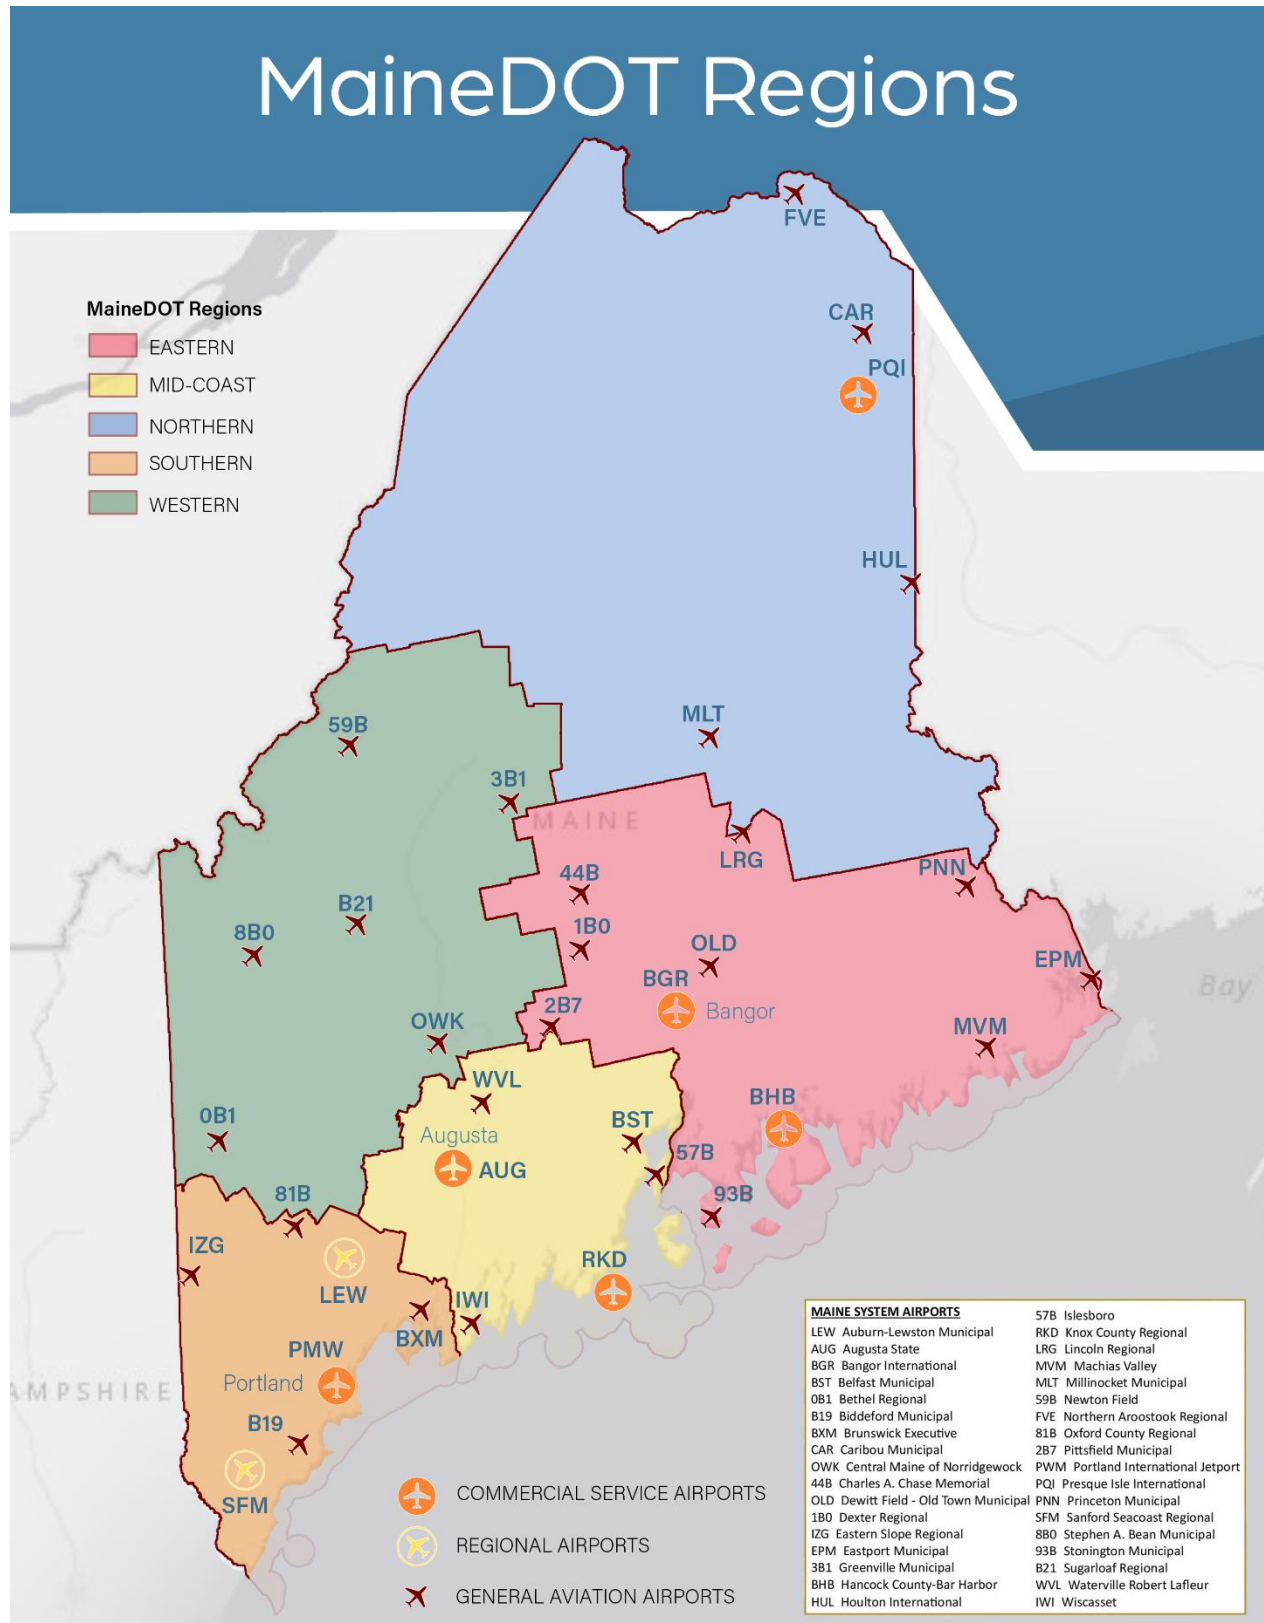 MaineDOT Regions
MaineDOT Regions
EASTERN
MID-COAST
NORTHERN
SOUTHERN
WESTERN
FVE
CAR
PQI
HUL
MLT
59B
3B1
MAINE
LRG
44B
PNN
B21
8B0
1B0
OLD
EPM
BGR
Bangor
Bay
2B7
OWK
MVM
WVL
BHB
0B1
BST
Augusta
AUG
57B
81B
93B
IZG
RKD
LEW
IWI
BXM
PMW
Portland
AMPSHIRE
B19
SFM
COMMERCIAL SERVICE AIRPORTS
REGIONAL AIRPORTS
GENERAL AVIATION AIRPORTS
MAINE SYSTEM AIRPORTS
LEW Auburn-Lewston Municipal
AUG Augusta State
BGR Bangor International
BST Belfast Municipal
0B1 Bethel Regional
B19 Biddeford Municipal
BXM Brunswick Executive
CAR Caribou Municipal
OWK Central Maine of Norridgewock
44B Charles A. Chase Memorial
OLD Dewitt Field - Old Town Municipal
1B0 Dexter Regional
IZG Eastern Slope Regional
EPM Eastport Municipal
3B1 Greenville Municipal
BHB Hancock County-Bar Harbor
HUL Houlton International
57B Islesboro
RKD Knox County Regional
LRG Lincoln Regional
MVM Machias Valley
MLT Millinocket Municipal
59B Newton Field
FVE Northern Aroostook Regional
81B Oxford County Regional
2B7 Pittsfield Municipal
PWM Portland International Jetport
PQI Presque Isle International
PNN Princeton Municipal
SFM Sanford Seacoast Regional
8B0 Stephen A. Bean Municipal
93B Stonington Municipal
B21 Sugarloaf Regional
WVL Waterville Robert Lafleur
IWI Wiscasset